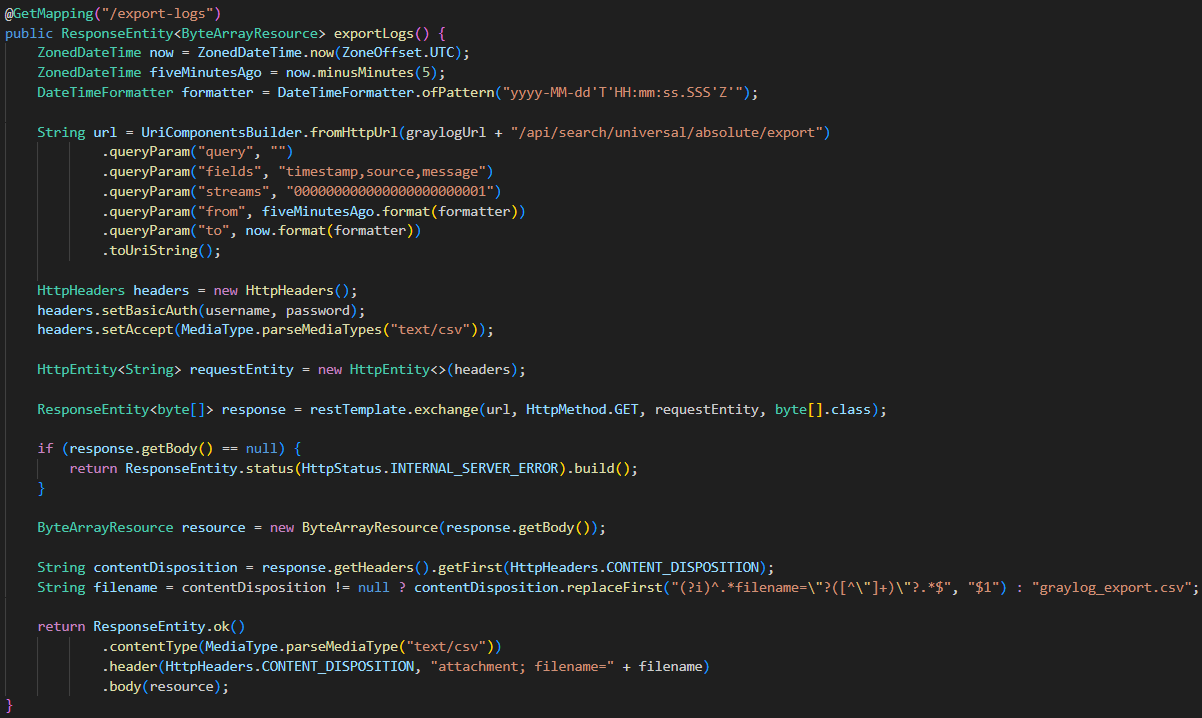 @GetMapping("/export-logs")
public ResponseEntity<ByteArrayResource> exportLogs() {
    ZonedDateTime now = ZonedDateTime.now(ZoneOffset.UTC);
    ZonedDateTime fiveMinutesAgo = now.minusMinutes(5);
    DateTimeFormatter formatter = DateTimeFormatter.ofPattern("yyyy-MM-dd'T'HH:mm:ss.SSS'Z'");
    String url = UriComponentsBuilder.fromHttpUrl(graylogUrl + "/api/search/universal/absolute/export")
            .queryParam("query", "")
            .queryParam("fields", "timestamp,source,message")
            .queryParam("streams", "000000000000000000000001")
            .queryParam("from", fiveMinutesAgo.format(formatter))
            .queryParam("to", now.format(formatter))
            .toUriString();
    HttpHeaders headers = new HttpHeaders();
    headers.setBasicAuth(username, password);
    headers.setAccept(MediaType.parseMediaTypes("text/csv"));
    HttpEntity<String> requestEntity = new HttpEntity<>(headers);
    ResponseEntity<byte[]> response = restTemplate.exchange(url, HttpMethod.GET, requestEntity, byte[].class);
    if (response.getBody() == null) {
        return ResponseEntity.status(HttpStatus.INTERNAL_SERVER_ERROR).build();
    }
    ByteArrayResource resource = new ByteArrayResource(response.getBody());
    String contentDisposition = response.getHeaders().getFirst(HttpHeaders.CONTENT_DISPOSITION);
    String filename = contentDisposition != null ? contentDisposition.replaceFirst("(?i)^.*filename=\"?([^\"]+)\"?.*$", "$1") : "graylog_export.csv";
    return ResponseEntity.ok()
            .contentType(MediaType.parseMediaType("text/csv"))
            .header(HttpHeaders.CONTENT_DISPOSITION, "attachment; filename=" + filename)
            .body(resource);
}